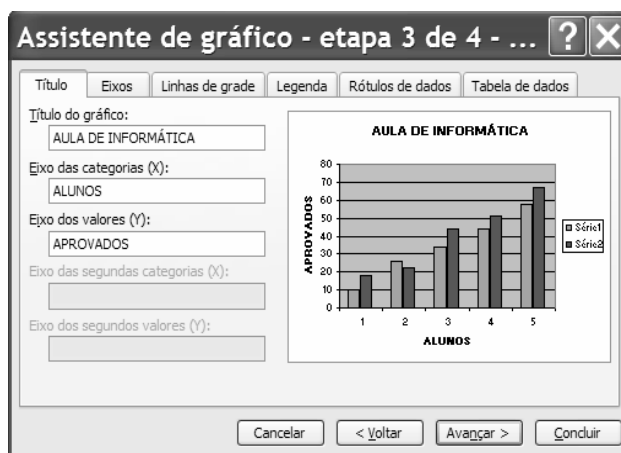 Assistente de gráfico - etapa 3 de 4 - ... ? X
Título Eixos Linhas de grade Legenda Rótulos de dados Tabela de dados
Título do gráfico:
AULA DE INFORMÁTICA
Eixo das categorias (X):
ALUNOS
Eixo dos valores (Y):
APROVADOS
Eixo das segundas categorias (X):
Eixo dos segundos valores (Y):
AULA DE INFORMÁTICA
APROVADOS
80
70
60
50
40
30
20
10
0
1 2 3 4 5
ALUNOS
Série1
Série2
Cancelar < Voltar Avançar > Concluir